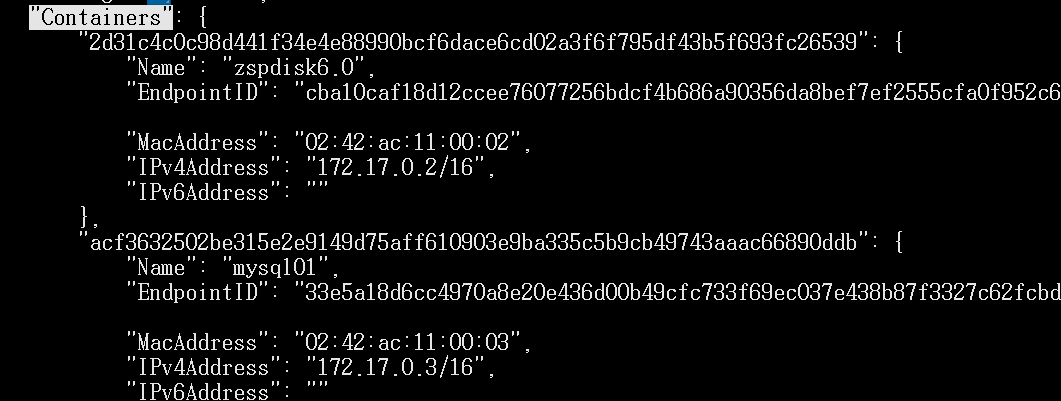 "Containers": {
"2d31c4c0c98d441f34e4e88990bcf6dace6cd02a3f6f795df43b5f693fc26539": {
"Name": "zspdisk6.0",
"EndpointID": "cba10caf18d12ccee76077256bdcf4b686a90356da8bef7ef2555cfa0f952c6
"MacAddress": "02:42:ac:11:00:02",
"IPv4Address": "172.17.0.2/16",
"IPv6Address": ""
},
"acf3632502be315e2e9149d75aff610903e9ba335c5b9cb49743aaac66890ddb": {
"Name": "mysql01",
"EndpointID": "33e5a18d6cc4970a8e20e436d00b49cfc733f69ec037e438b87f3327c62fcbd
"MacAddress": "02:42:ac:11:00:03",
"IPv4Address": "172.17.0.3/16",
"IPv6Address": ""